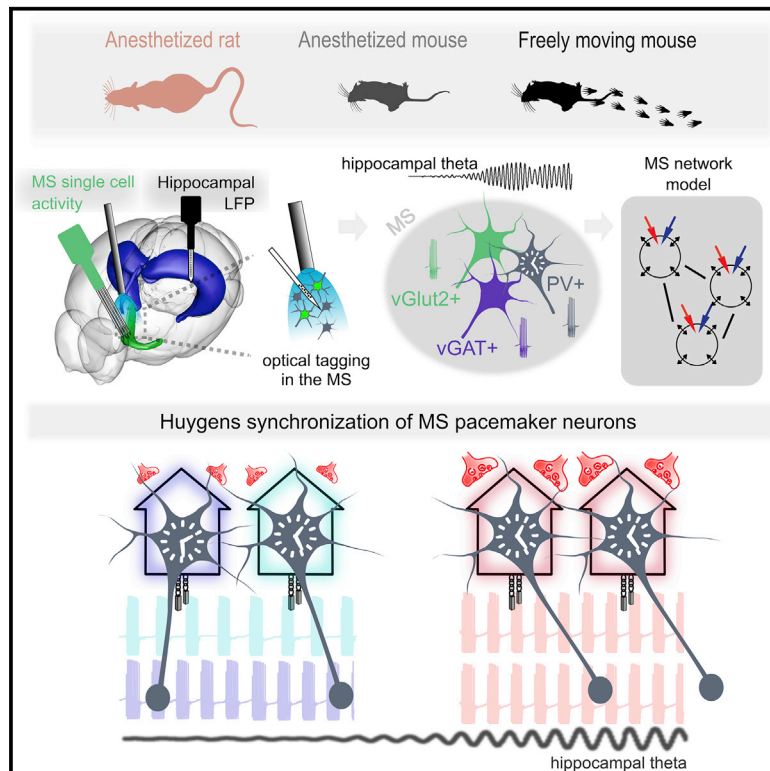 Anesthetized rat
Anesthetized mouse
Freely moving mouse
MS single cell
activity
Hippocampal
LFP
optical tagging
in the MS
hippocampal theta
MS
vGlut2+
PV+
vGAT+
MS network
model
Huygens synchronization of MS pacemaker neurons
hippocampal theta